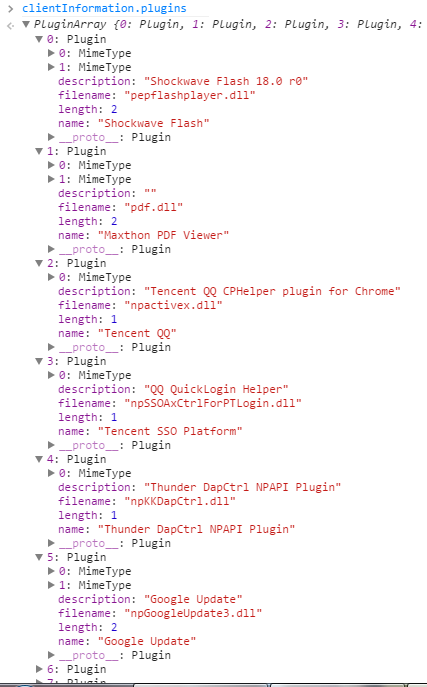 > clientInformation.plugins
<· ▼PluginArray {0: Plugin, 1: Plugin, 2: Plugin, 3: Plugin, 4:
▼0: Plugin
▶0: MimeType
▶1: MimeType
description: "Shockwave Flash 18.0 r0"
filename: "pepflashplayer.dll"
length: 2
name: "Shockwave Flash"
▶__proto__: Plugin
▼1: Plugin
▶0: MimeType
▶1: MimeType
description: ""
filename: "pdf.dll"
length: 2
name: "Maxthon PDF Viewer"
▶__proto__: Plugin
▼2: Plugin
▶0: MimeType
description: "Tencent QQ CPHelper plugin for Chrome"
filename: "npactivex.dll"
length: 1
name: "Tencent QQ"
▶__proto__: Plugin
▼3: Plugin
▶0: MimeType
description: "QQ QuickLogin Helper"
filename: "npSSOAxCtrlForPTLogin.dll"
length: 1
name: "Tencent SSO Platform"
▶__proto__: Plugin
▼4: Plugin
▶0: MimeType
description: "Thunder DapCtrl NPAPI Plugin"
filename: "npKKDapCtrl.dll"
length: 1
name: "Thunder DapCtrl NPAPI Plugin"
▶__proto__: Plugin
▼5: Plugin
▶0: MimeType
▶1: MimeType
description: "Google Update"
filename: "npGoogleUpdate3.dll"
length: 2
name: "Google Update"
▶__proto__: Plugin
▶6: Plugin
▶7: Plugin